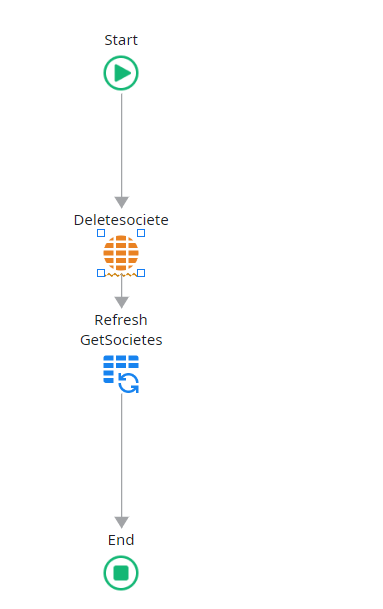 Start
Deletesociete
Refresh
GetSocietes
End